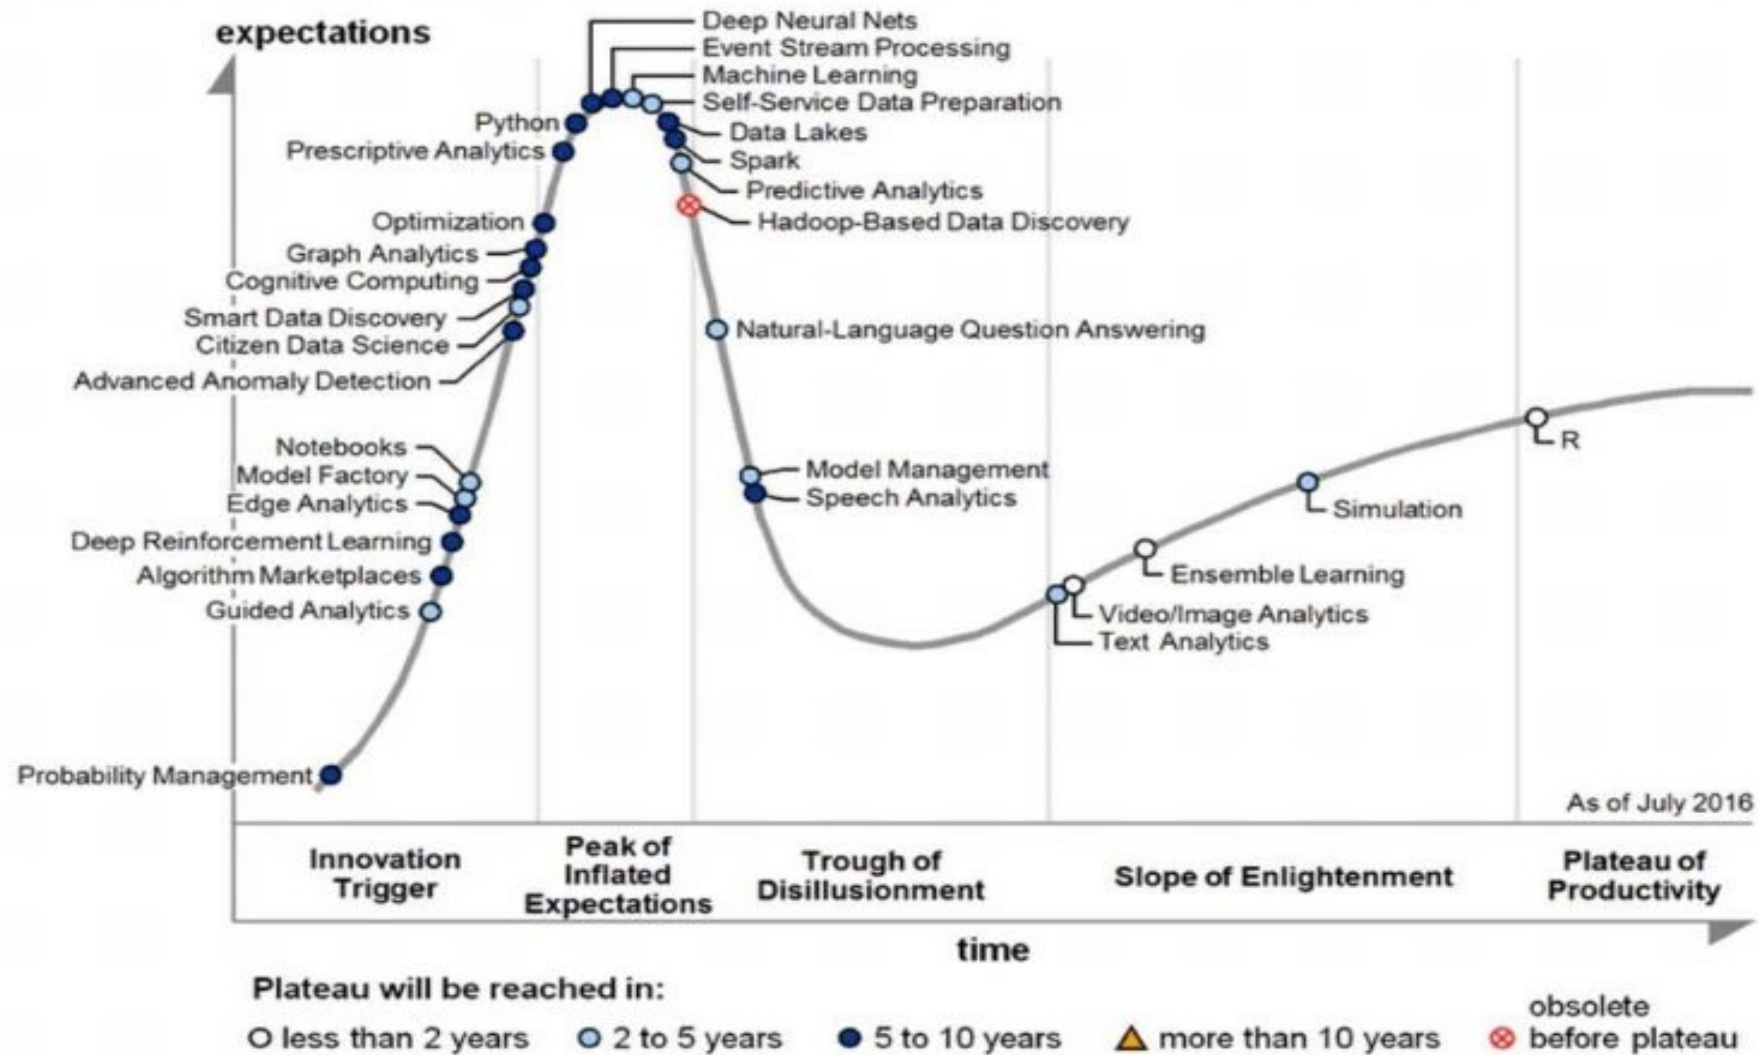 expectations
Deep Neural Nets
Event Stream Processing
Machine Learning
Self-Service Data Preparation
Python
Data Lakes
Prescriptive Analytics
Spark
Predictive Analytics
Optimization
Hadoop-Based Data Discovery
Graph Analytics
Cognitive Computing
Smart Data Discovery
Natural-Language Question Answering
Citizen Data Science
Advanced Anomaly Detection
Notebooks
R
Model Factory
Model Management
Edge Analytics
Speech Analytics
Simulation
Deep Reinforcement Learning
Algorithm Marketplaces
Ensemble Learning
Guided Analytics
Video/Image Analytics
Text Analytics
Probability Management
As of July 2016
Innovation
Trigger
Peak of
Inflated
Expectations
Trough of
Disillusionment
Slope of Enlightenment
Plateau of
Productivity
time
Plateau will be reached in:
less than 2 years
2 to 5 years
5 to 10 years
more than 10 years
obsolete
before plateau